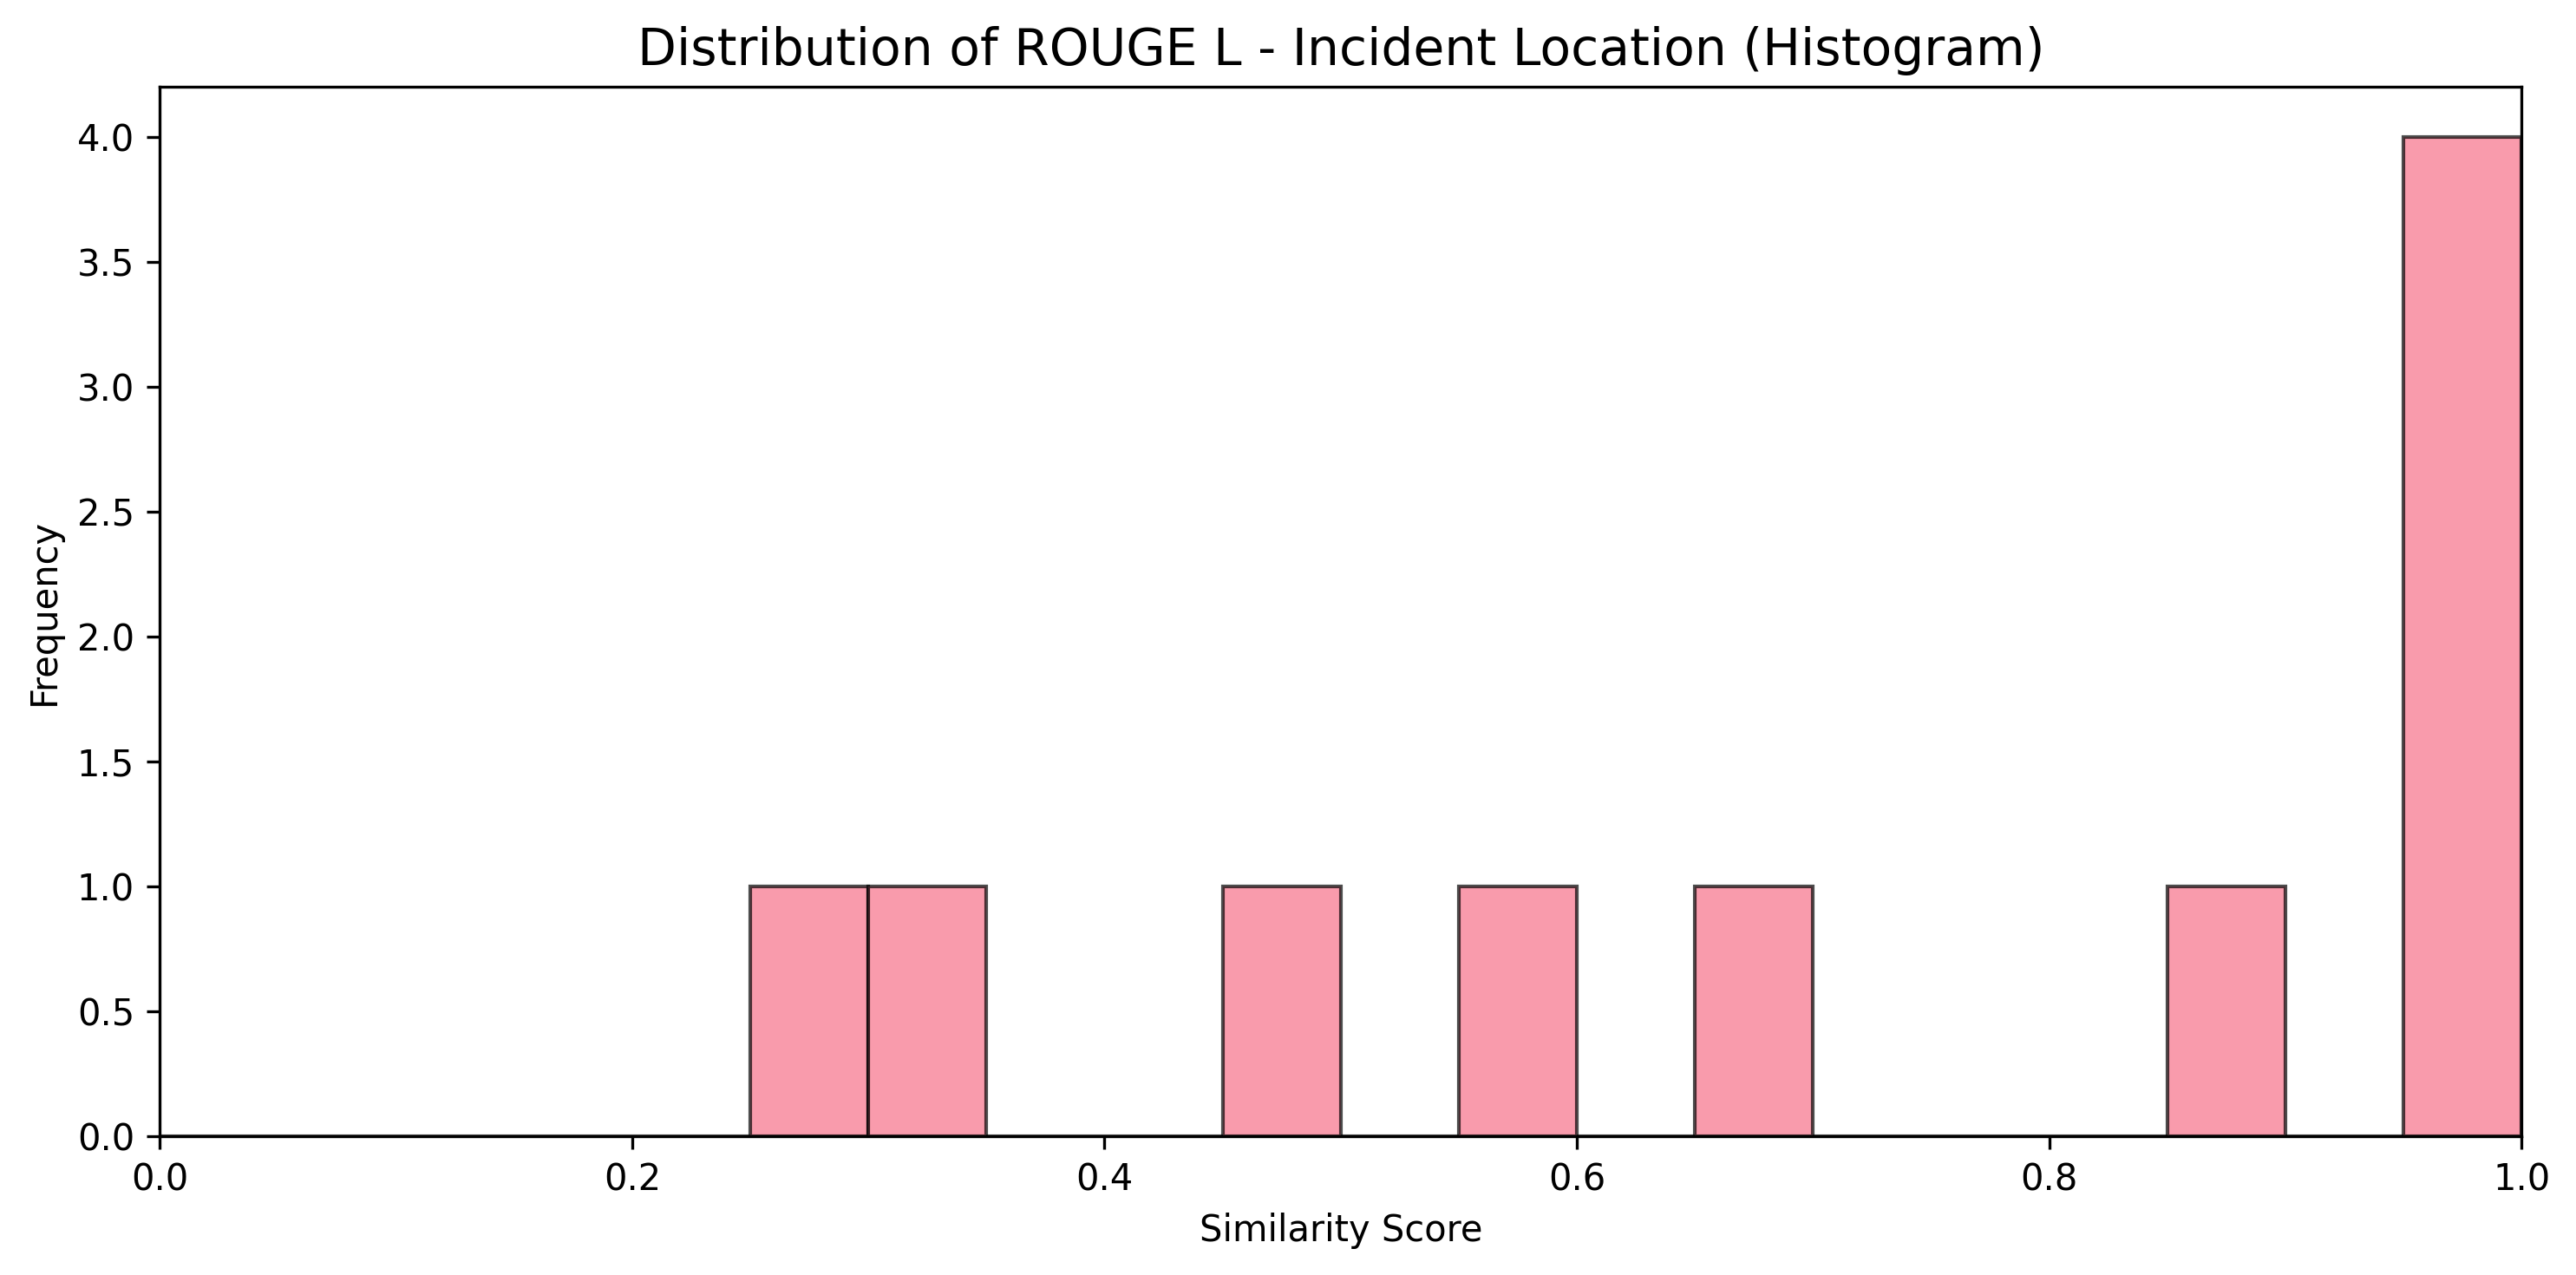 Distribution of ROUGE L - Incident Location (Histogram)
4.0
3.5
3.0
2.5
2.0
1.5
1.0
0.5
0.0
Frequency
0.0 0.2 0.4 0.6 0.8 1.0
Similarity Score